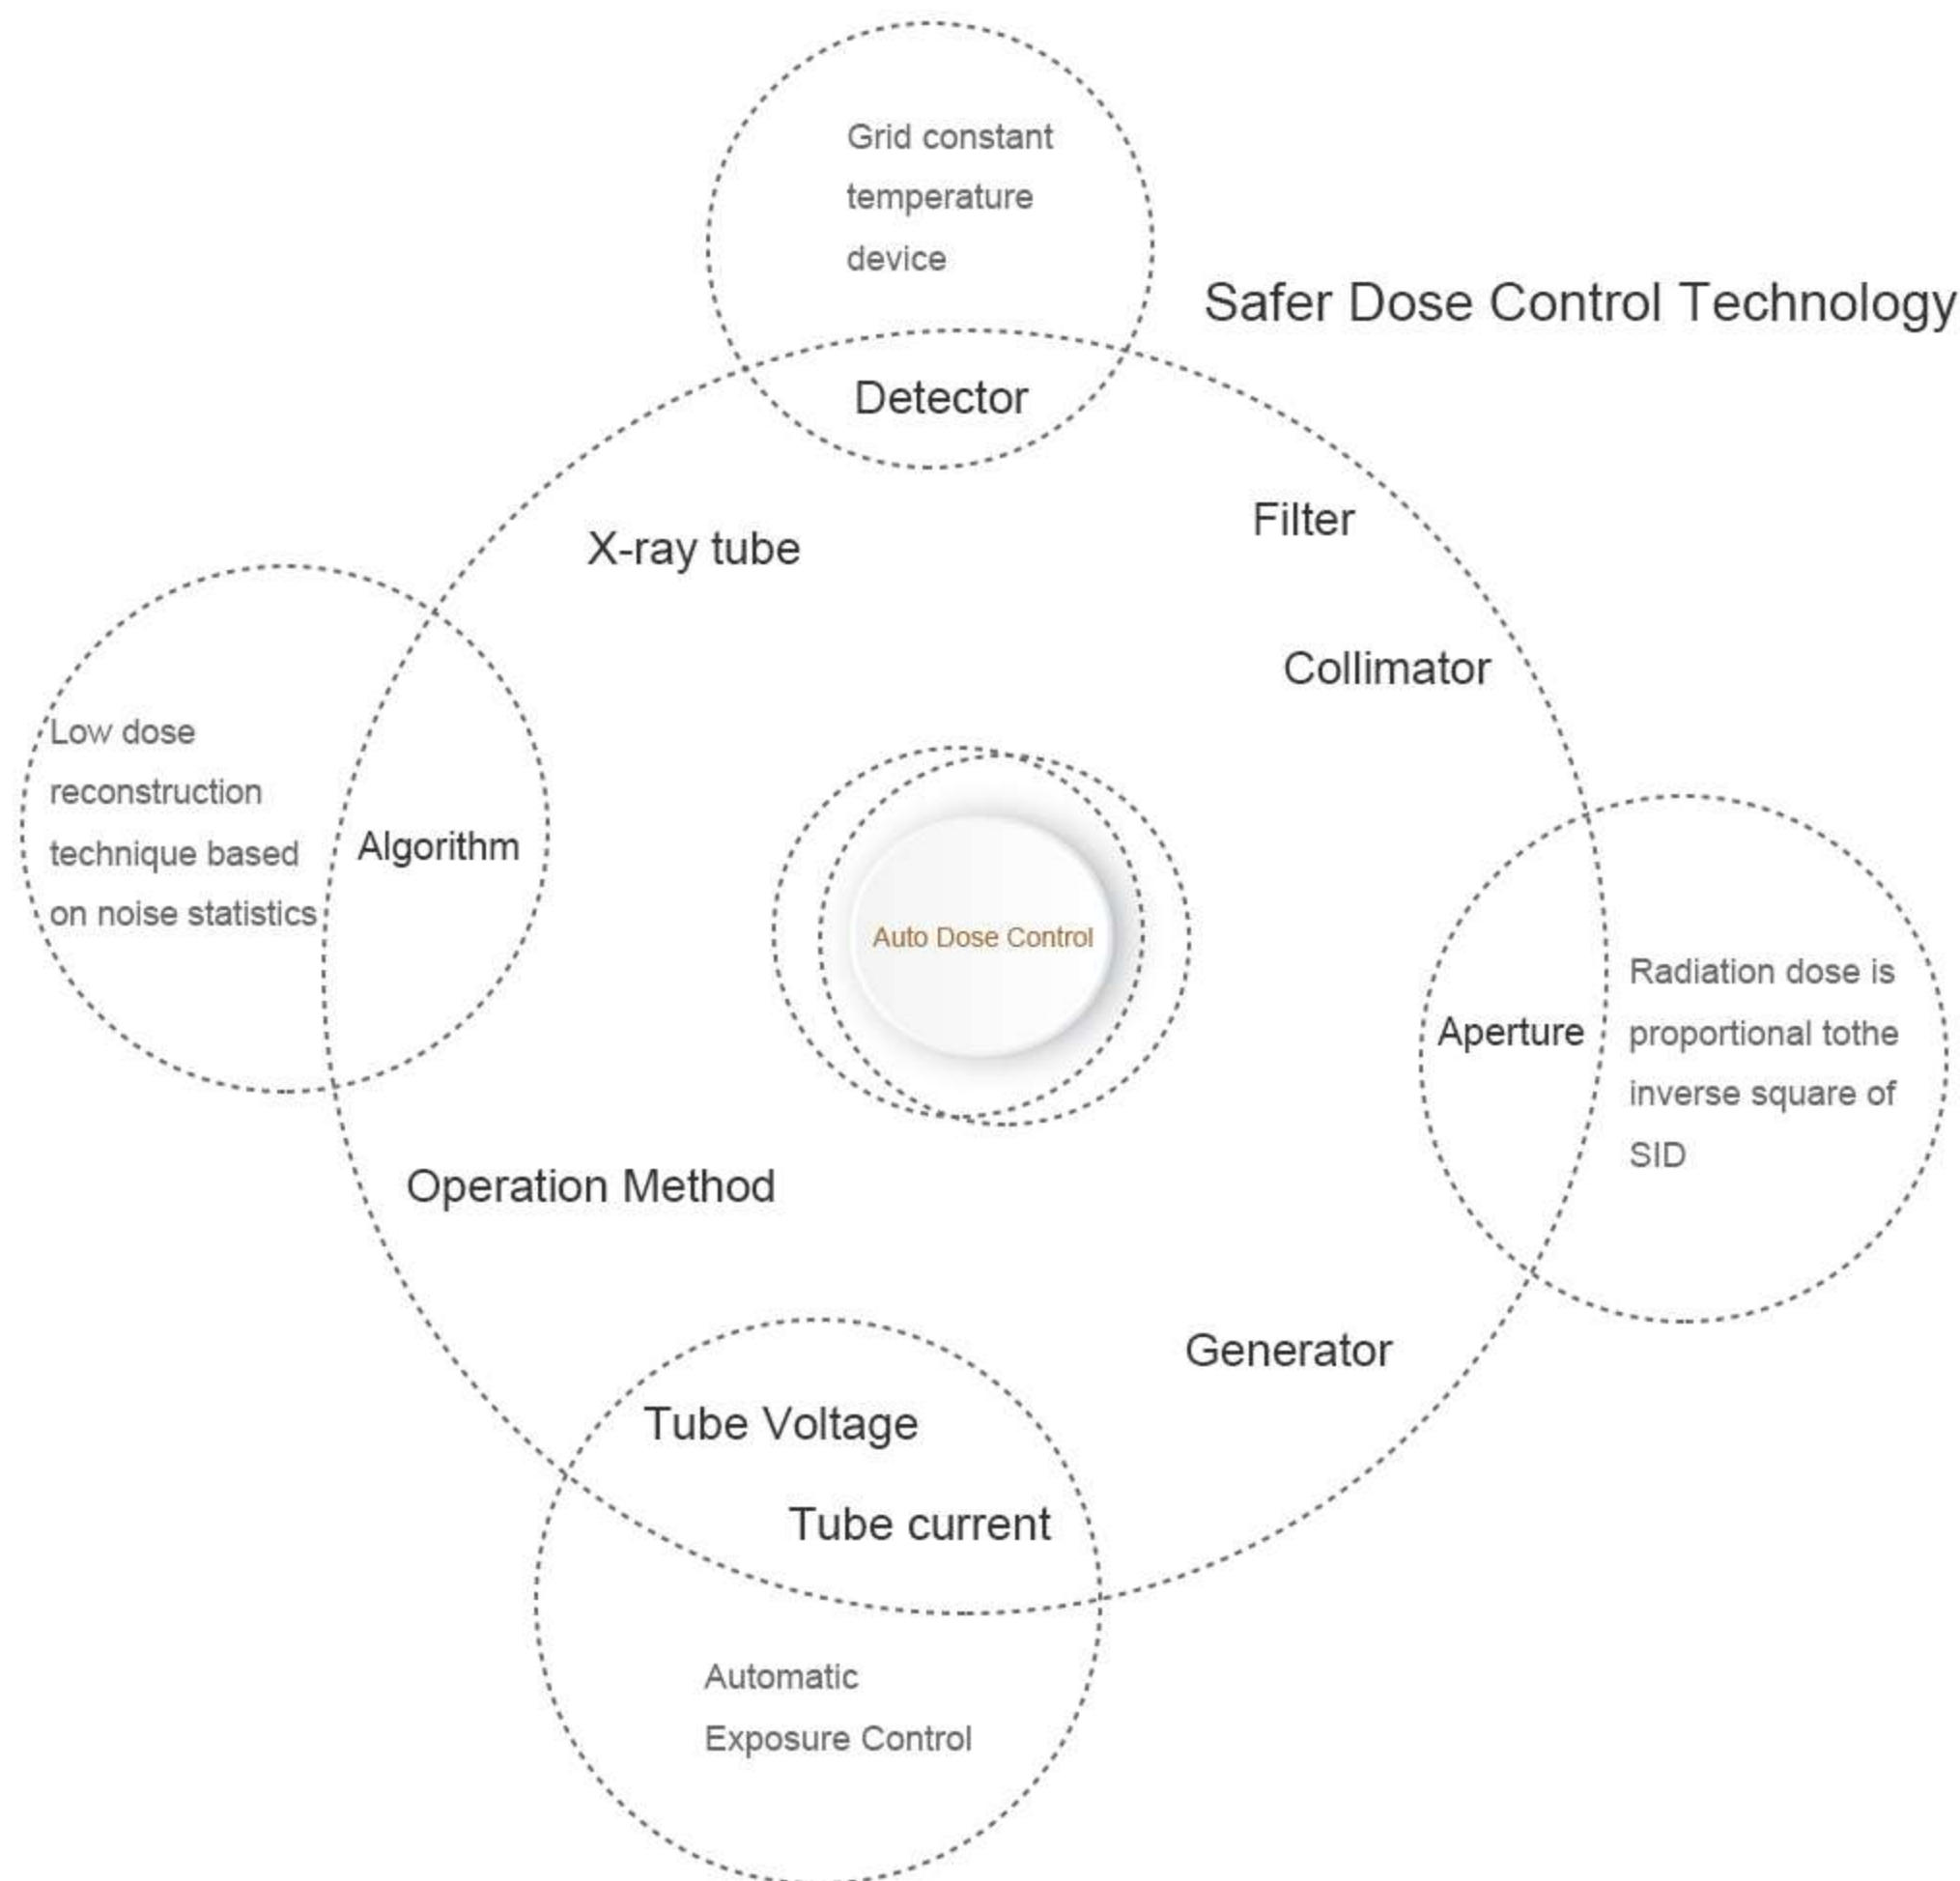 Grid constant
temperature
device
Safer Dose Control Technology
Detector
Filter
X-ray tube
Collimator
Low dose
reconstruction
technique based
on noise statistics
Algorithm
Auto Dose Control
Aperture
Radiation dose is
proportional tothe
inverse square of
SID
Operation Method
Generator
Tube Voltage
Tube current
Automatic
Exposure Control